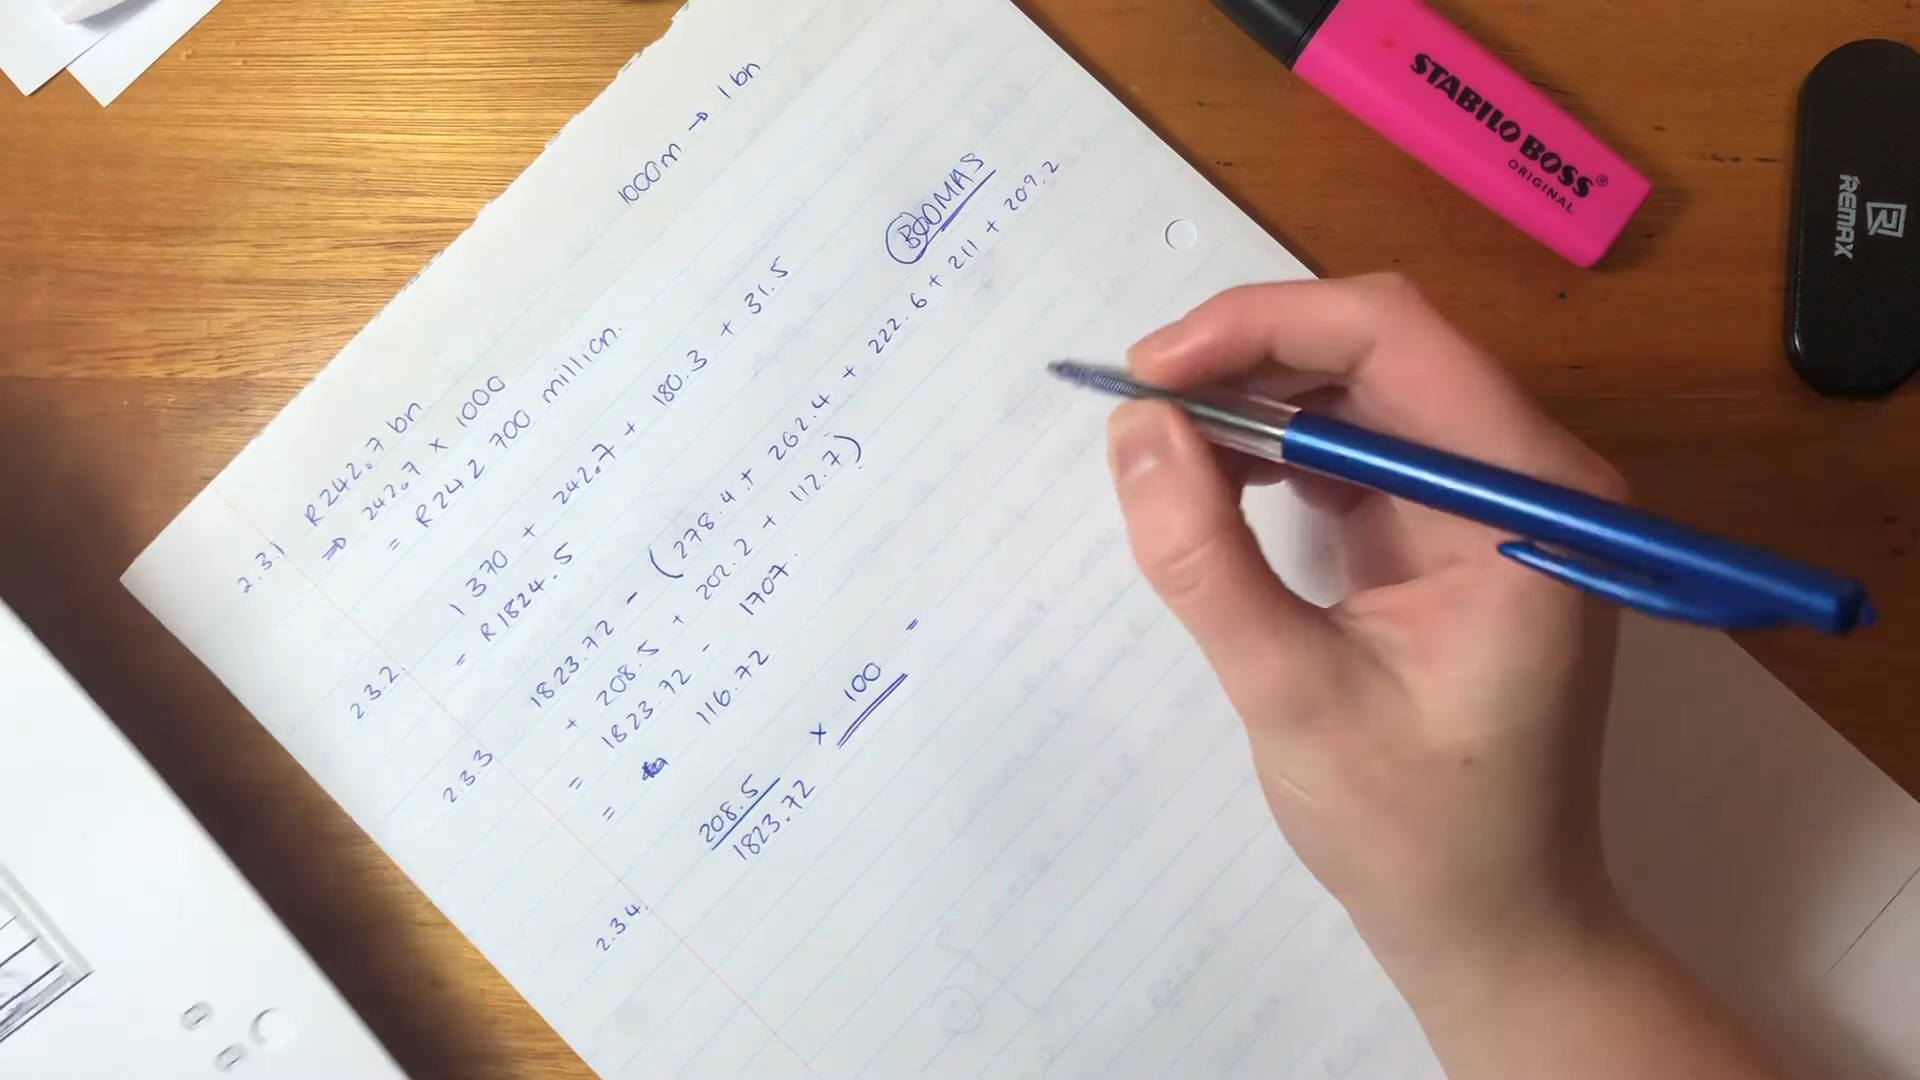 1000m → 1 bn
2.3.1 R242.7 bn
⇒ 242.7 x 1000
= R242 700 million.
2.3.2. 1 370 + 242.7 + 180.3 + 31.5
= R1824.5
BODMAS
2.3.3 1823.72 - (278.4 + 262.4 + 222.6 + 211 + 209.2
+ 208.5 + 202.2 + 112.7)
= 1823.72 - 1707.
= 116.72
2.3.4. 208.5
1823.72 x 100 =
STABILO BOSS®
ORIGINAL
REMAX